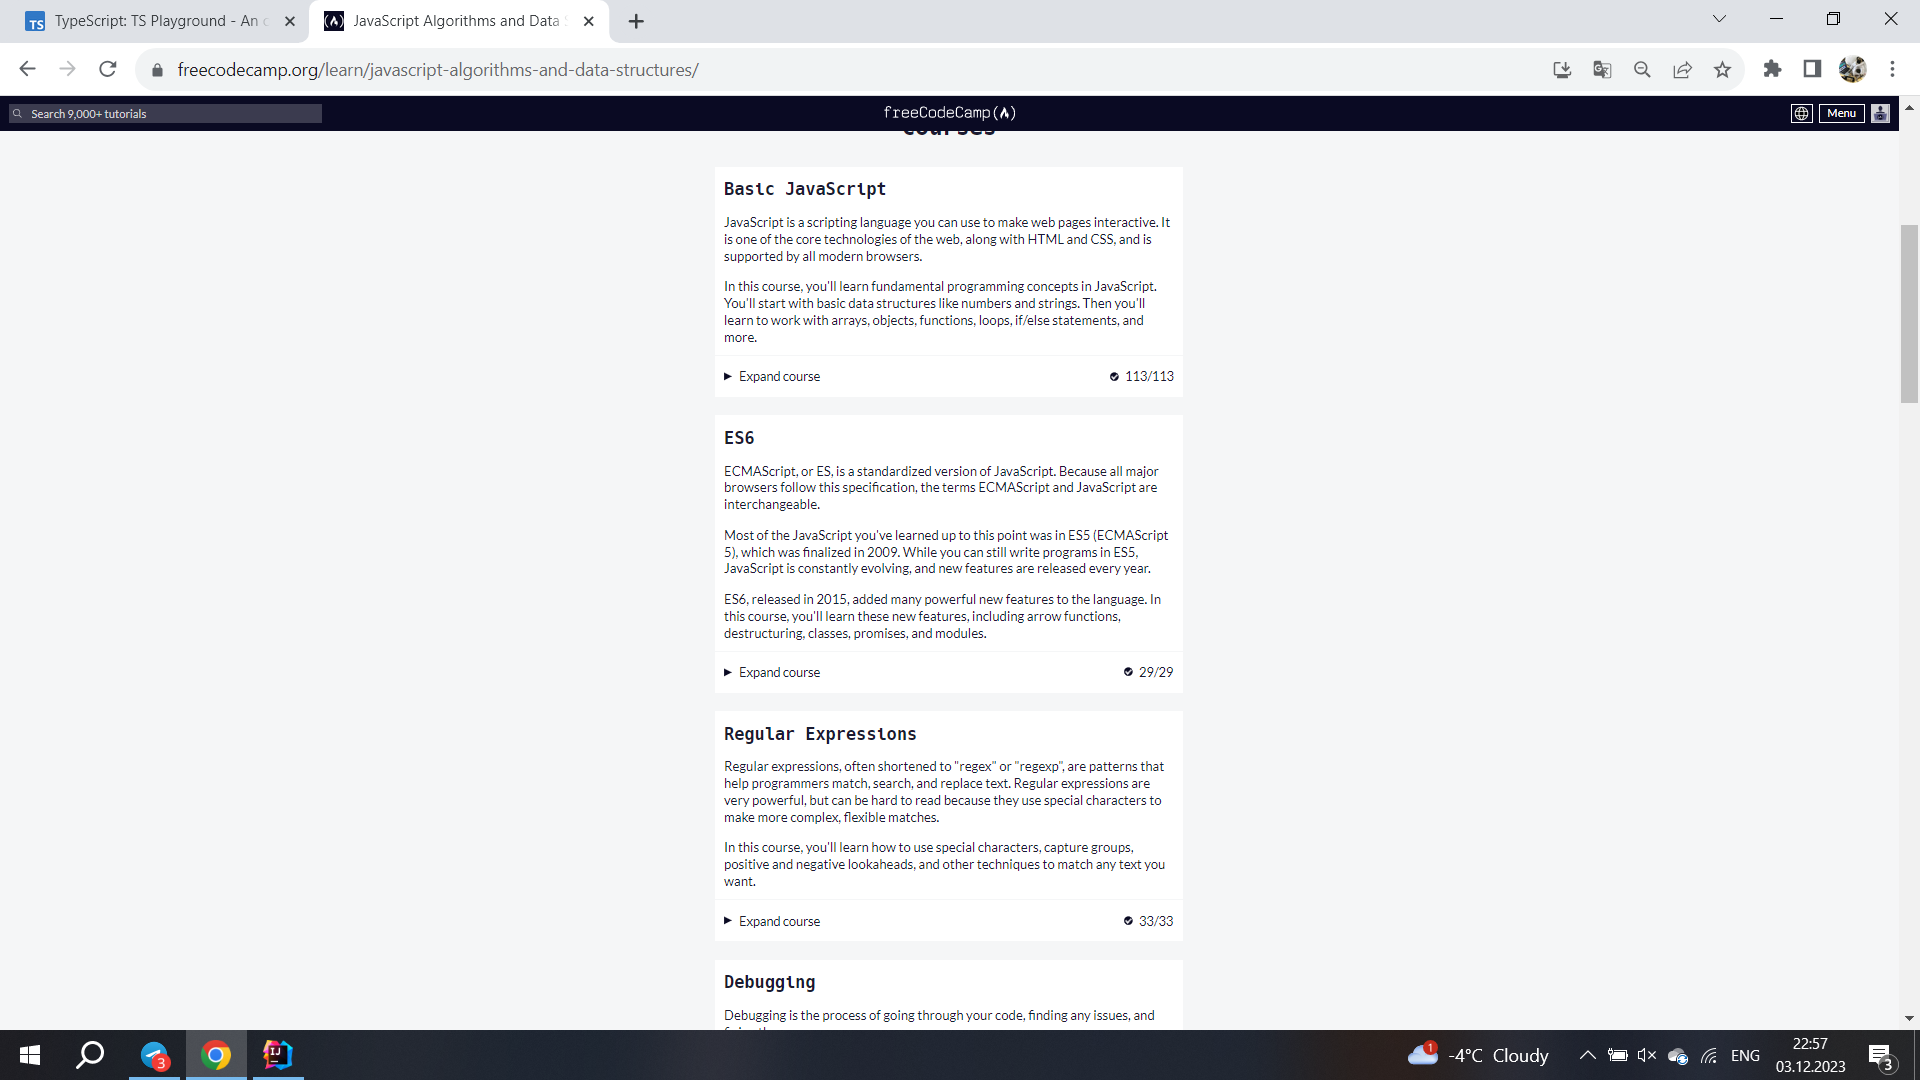 TypeScript: TS Playground - An
JavaScript Algorithms and Data
freecodecamp.org/learn/javascript-algorithms-and-data-structures/
Search 9,000+ tutorials
freeCodeCamp(🔥)
Menu
Courses
Basic JavaScript
JavaScript is a scripting language you can use to make web pages interactive. It
is one of the core technologies of the web, along with HTML and CSS, and is
supported by all modern browsers.
In this course, you'll learn fundamental programming concepts in JavaScript.
You'll start with basic data structures like numbers and strings. Then you'll
learn to work with arrays, objects, functions, loops, if/else statements, and
more.
Expand course
113/113
ES6
ECMAScript, or ES, is a standardized version of JavaScript. Because all major
browsers follow this specification, the terms ECMAScript and JavaScript are
interchangeable.
Most of the JavaScript you've learned up to this point was in ES5 (ECMAScript
5), which was finalized in 2009. While you can still write programs in ES5,
JavaScript is constantly evolving, and new features are released every year.
ES6, released in 2015, added many powerful new features to the language. In
this course, you'll learn these new features, including arrow functions,
destructuring, classes, promises, and modules.
Expand course
29/29
Regular Expressions
Regular expressions, often shortened to "regex" or "regexp", are patterns that
help programmers match, search, and replace text. Regular expressions are
very powerful, but can be hard to read because they use special characters to
make more complex, flexible matches.
In this course, you'll learn how to use special characters, capture groups,
positive and negative lookaheads, and other techniques to match any text you
want.
Expand course
33/33
Debugging
Debugging is the process of going through your code, finding any issues, and
3
1
-4°C Cloudy
ENG
22:57
03.12.2023
3